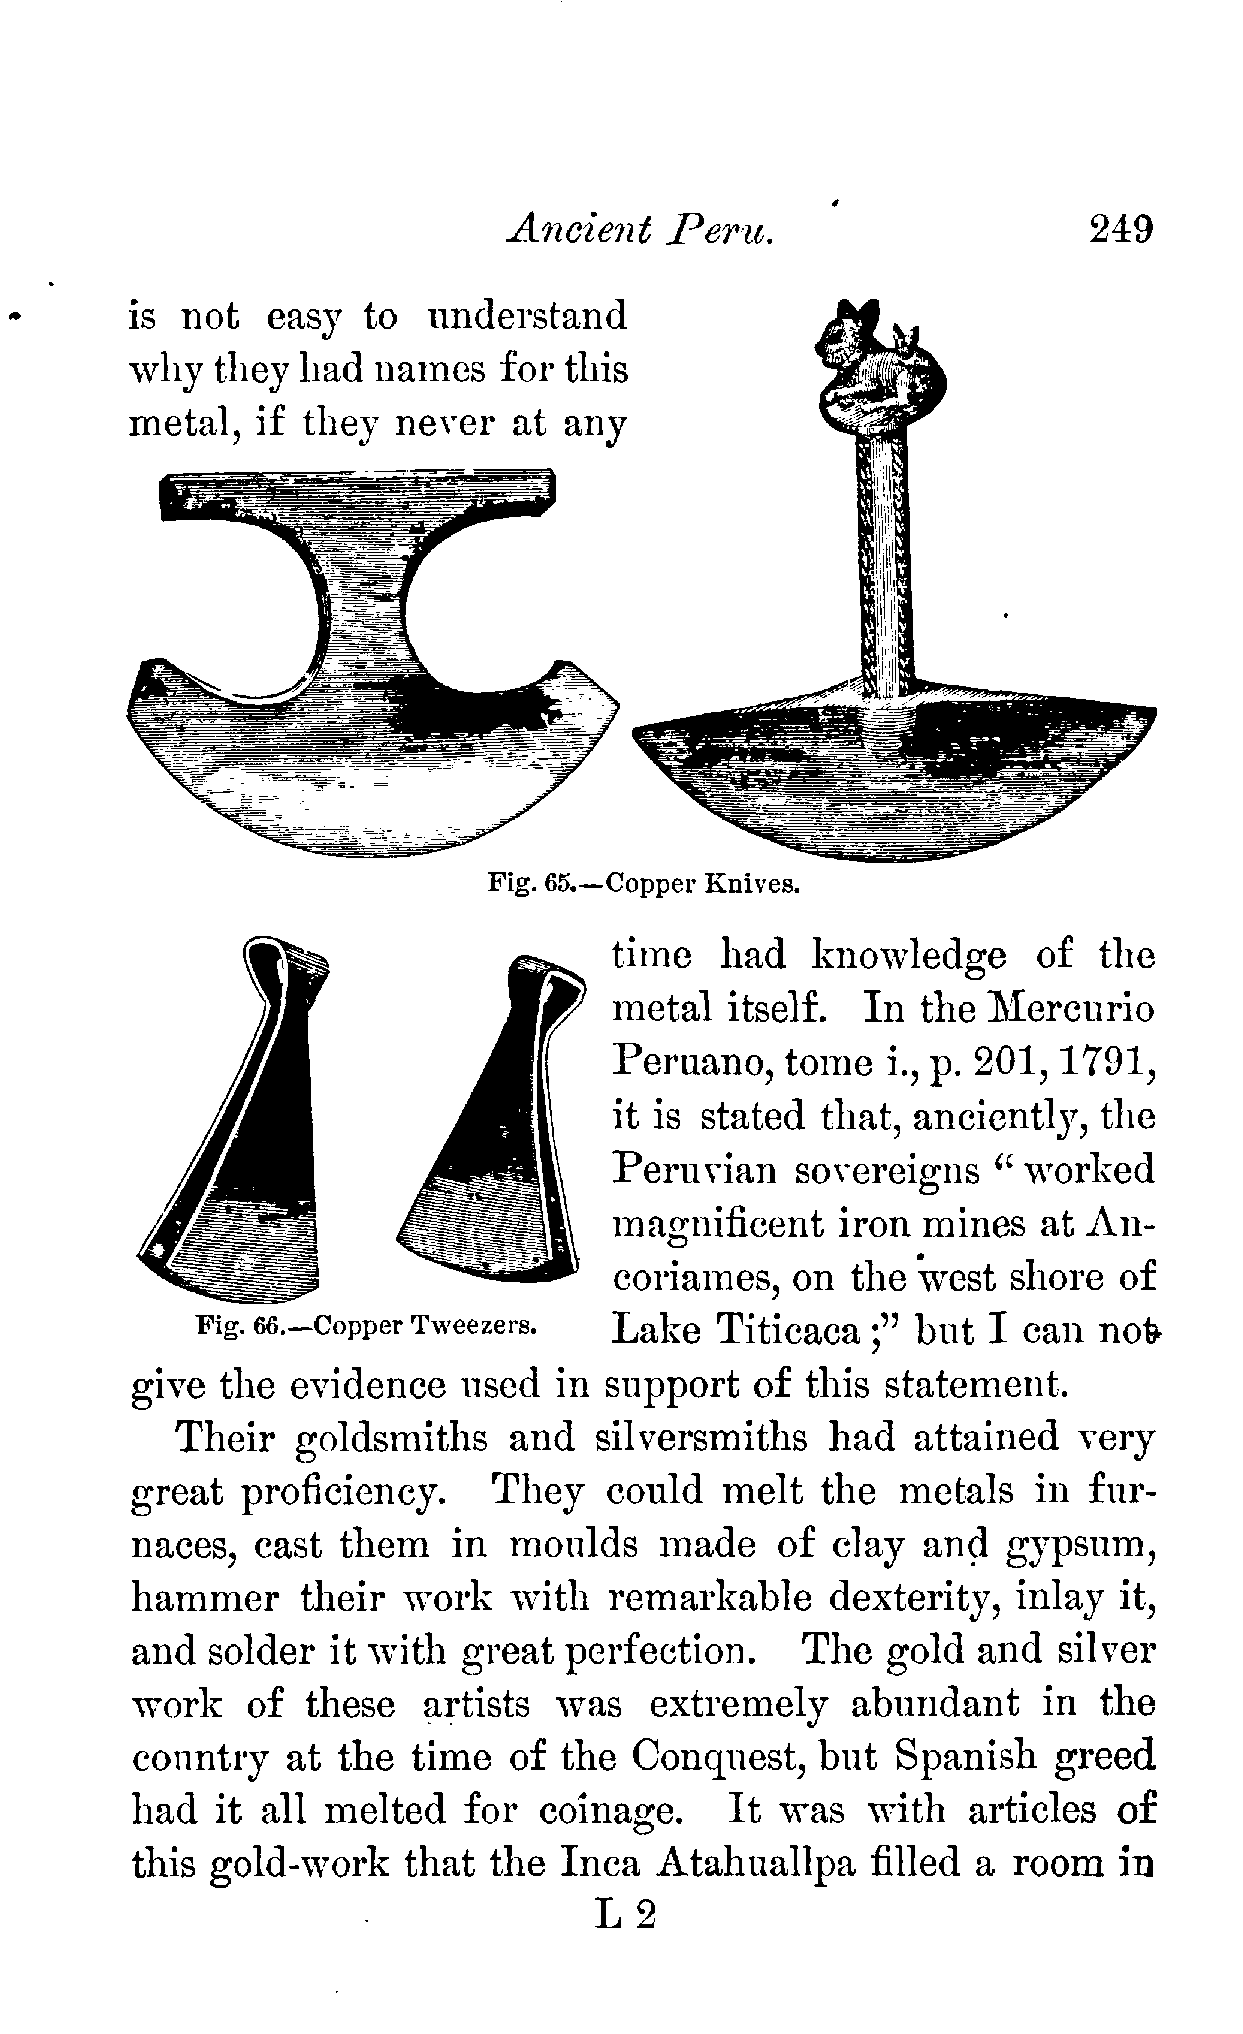 Ancient Peru. 249
is not easy to understand
why they had names for this
metal, if they never at any
Fig. 65.—Copper Knives.
time had knowledge of the
metal itself. In the Mercurio
Peruano, tome i., p. 201, 1791,
it is stated that, anciently, the
Peruvian sovereigns “worked
magnificent iron mines at An-
coriames, on the west shore of
Lake Titicaca;” but I can not
Fig. 66.—Copper Tweezers.
give the evidence used in support of this statement.
Their goldsmiths and silversmiths had attained very
great proficiency. They could melt the metals in fur-
naces, cast them in moulds made of clay and gypsum,
hammer their work with remarkable dexterity, inlay it,
and solder it with great perfection. The gold and silver
work of these artists was extremely abundant in the
country at the time of the Conquest, but Spanish greed
had it all melted for coinage. It was with articles of
this gold-work that the Inca Atahuallpa filled a room in
L 2